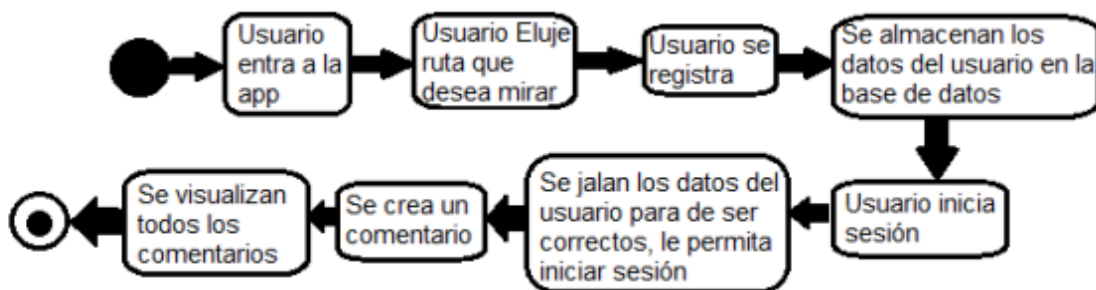 Usuario
entra a la
app
Usuario Eluje
ruta que
desea mirar
Usuario se
registra
Se almacenan los
datos del usuario en la
base de datos
Usuario inicia
sesión
Se jalan los datos del
usuario para de ser
correctos, le permita
iniciar sesión
Se crea un
comentario
Se visualizan
todos los
comentarios